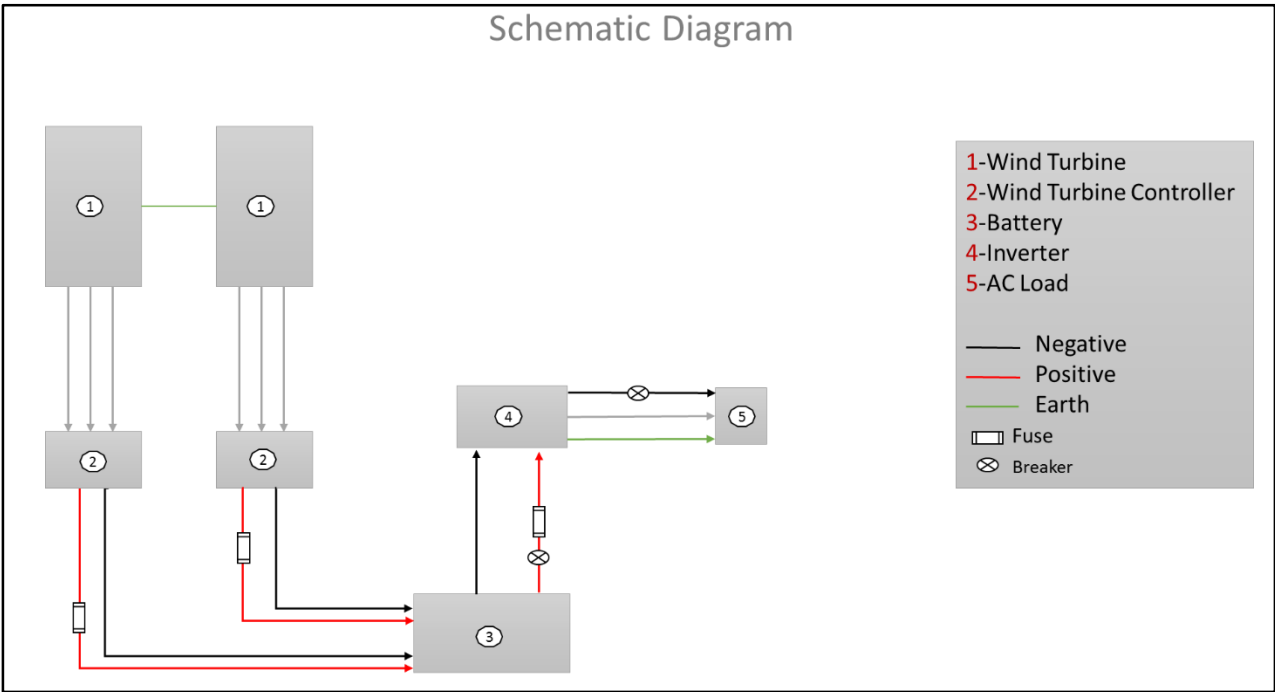 Schematic Diagram
1
1
1-Wind Turbine
2-Wind Turbine Controller
3-Battery
4-Inverter
5-AC Load
Negative
Positive
Earth
Fuse
Breaker
4
5
2
2
3